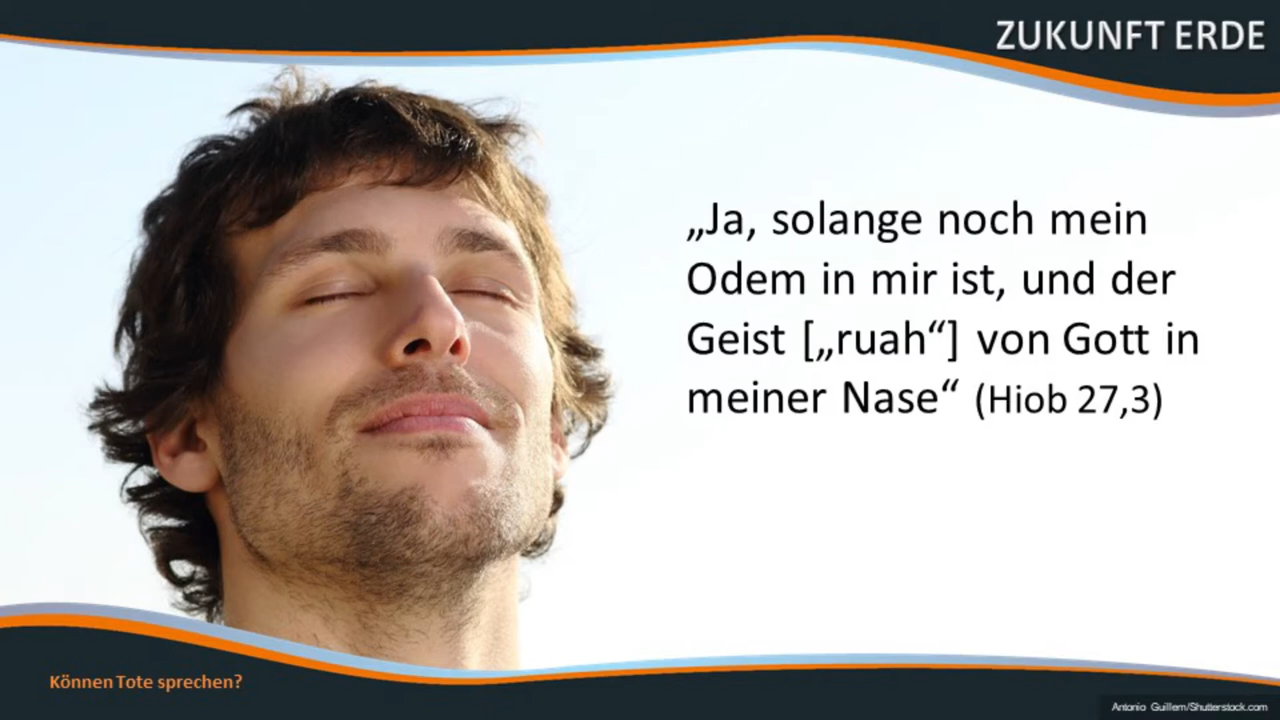 ZUKUNFT ERDE
„Ja, solange noch mein
Odem in mir ist, und der
Geist [„ruah“] von Gott in
meiner Nase“ (Hiob 27,3)
Können Tote sprechen?
Antonio Guillem/Shutterstock.com